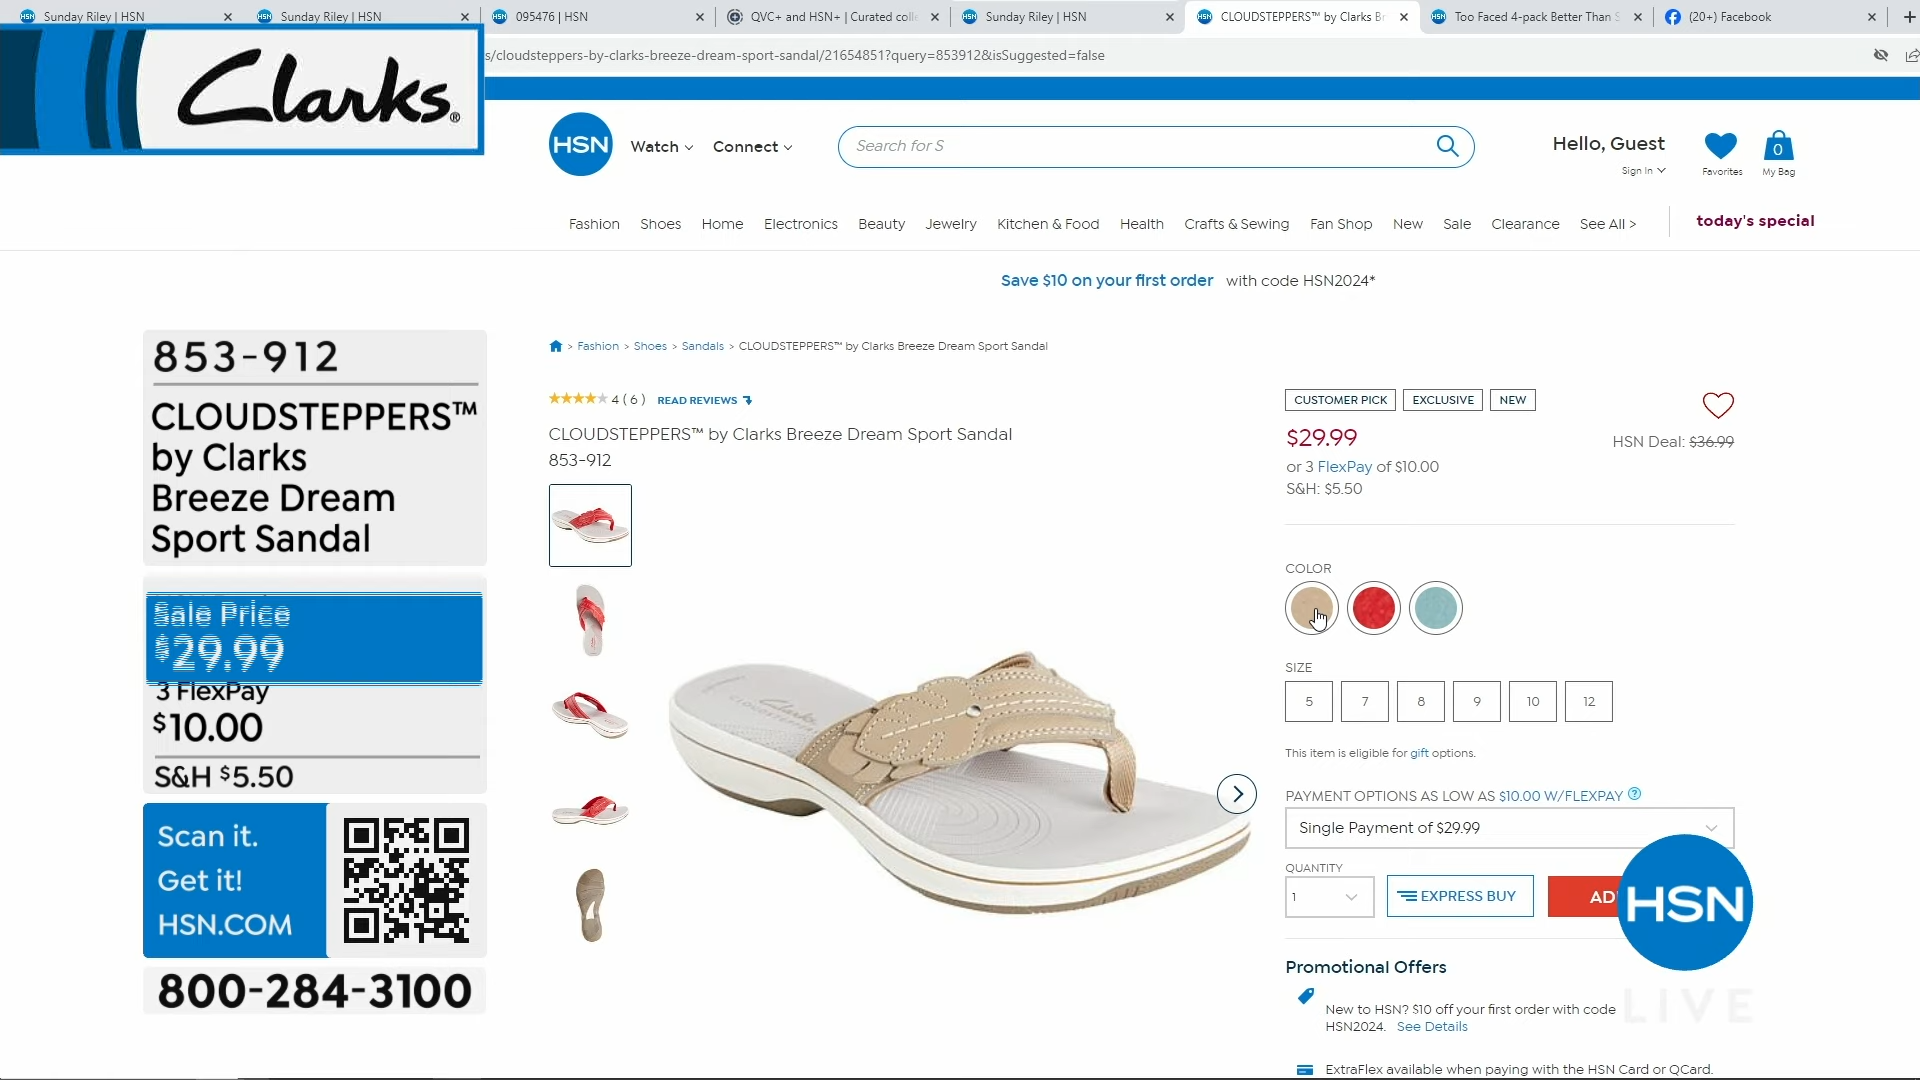 Sunday Riley | HSN
Sunday Riley | HSN
095476 | HSN
QVC+ and HSN+ | Curated coll
Sunday Riley | HSN
CLOUDSTEPPERS™ by Clarks Br
Too Faced 4-pack Better Than S
(20+) Facebook
s/cloudsteppers-by-clarks-breeze-dream-sport-sandal/21654851?query=853912&isSuggested=false
Clarks®
HSN
Watch
Connect
Search for S
Hello, Guest
Sign In
Favorites
0
My Bag
Fashion Shoes Home Electronics Beauty Jewelry Kitchen & Food Health Crafts & Sewing Fan Shop New Sale Clearance See All >
today's special
Save $10 on your first order with code HSN2024*
853-912
CLOUDSTEPPERS™
by Clarks
Breeze Dream
Sport Sandal
Sale Price
$29.99
3 FlexPay
$10.00
S&H $5.50
Scan it.
Get it!
HSN.COM
800-284-3100
> Fashion > Shoes > Sandals > CLOUDSTEPPERS™ by Clarks Breeze Dream Sport Sandal
4 ( 6 ) READ REVIEWS
CLOUDSTEPPERS™ by Clarks Breeze Dream Sport Sandal
853-912
Clarks
CUSTOMER PICK
EXCLUSIVE
NEW
$29.99
HSN Deal: $36.99
or 3 FlexPay of $10.00
S&H: $5.50
COLOR
SIZE
5 7 8 9 10 12
This item is eligible for gift options.
PAYMENT OPTIONS AS LOW AS $10.00 W/FLEXPAY ?
Single Payment of $29.99
QUANTITY
1
EXPRESS BUY
AD
HSN
LIVE
Promotional Offers
New to HSN? $10 off your first order with code
HSN2024. See Details
ExtraFlex available when paying with the HSN Card or QCard.